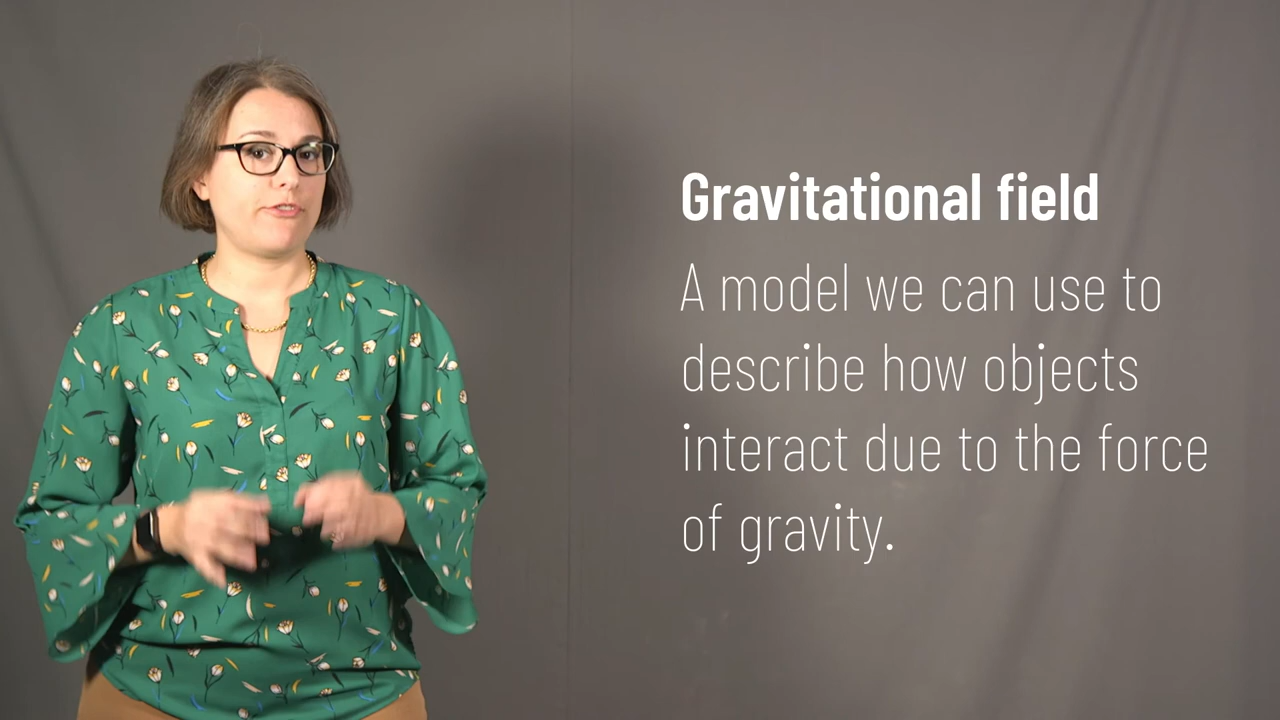 Gravitational field
A model we can use to
describe how objects
interact due to the force
of gravity.